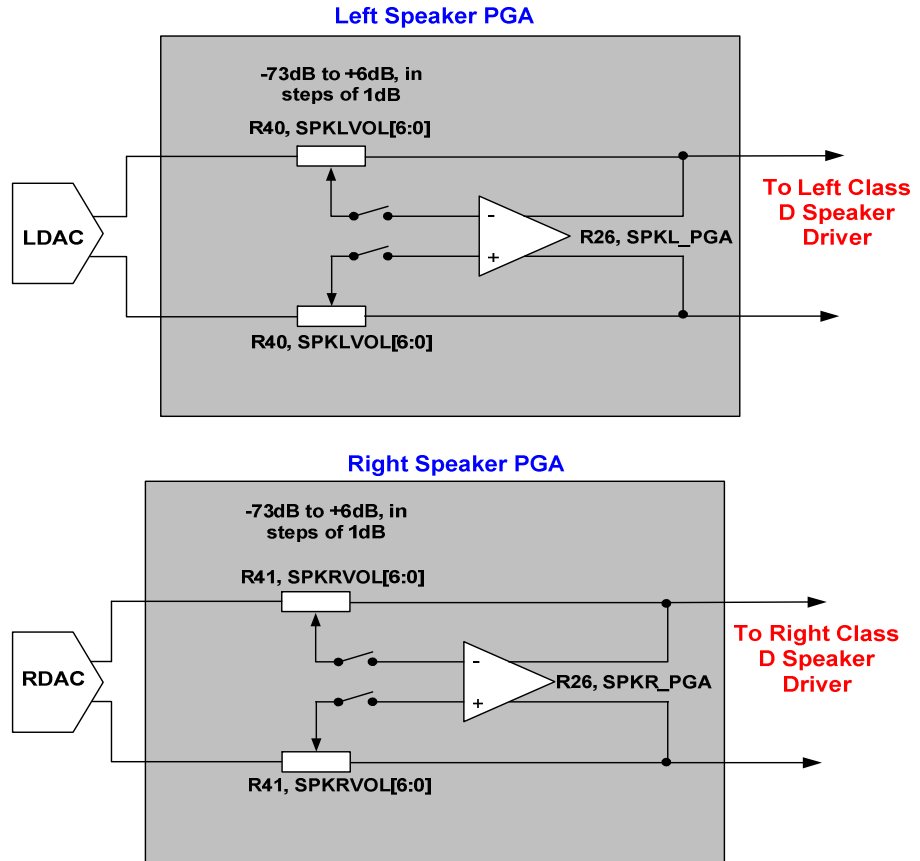 Left Speaker PGA
-73dB to +6dB, in
steps of 1dB
R40, SPKLVOL[6:0]
LDAC
-
+
R26, SPKL_PGA
To Left Class
D Speaker
Driver
R40, SPKLVOL[6:0]
Right Speaker PGA
-73dB to +6dB, in
steps of 1dB
R41, SPKRVOL[6:0]
RDAC
-
+
R26, SPKR_PGA
To Right Class
D Speaker
Driver
R41, SPKRVOL[6:0]